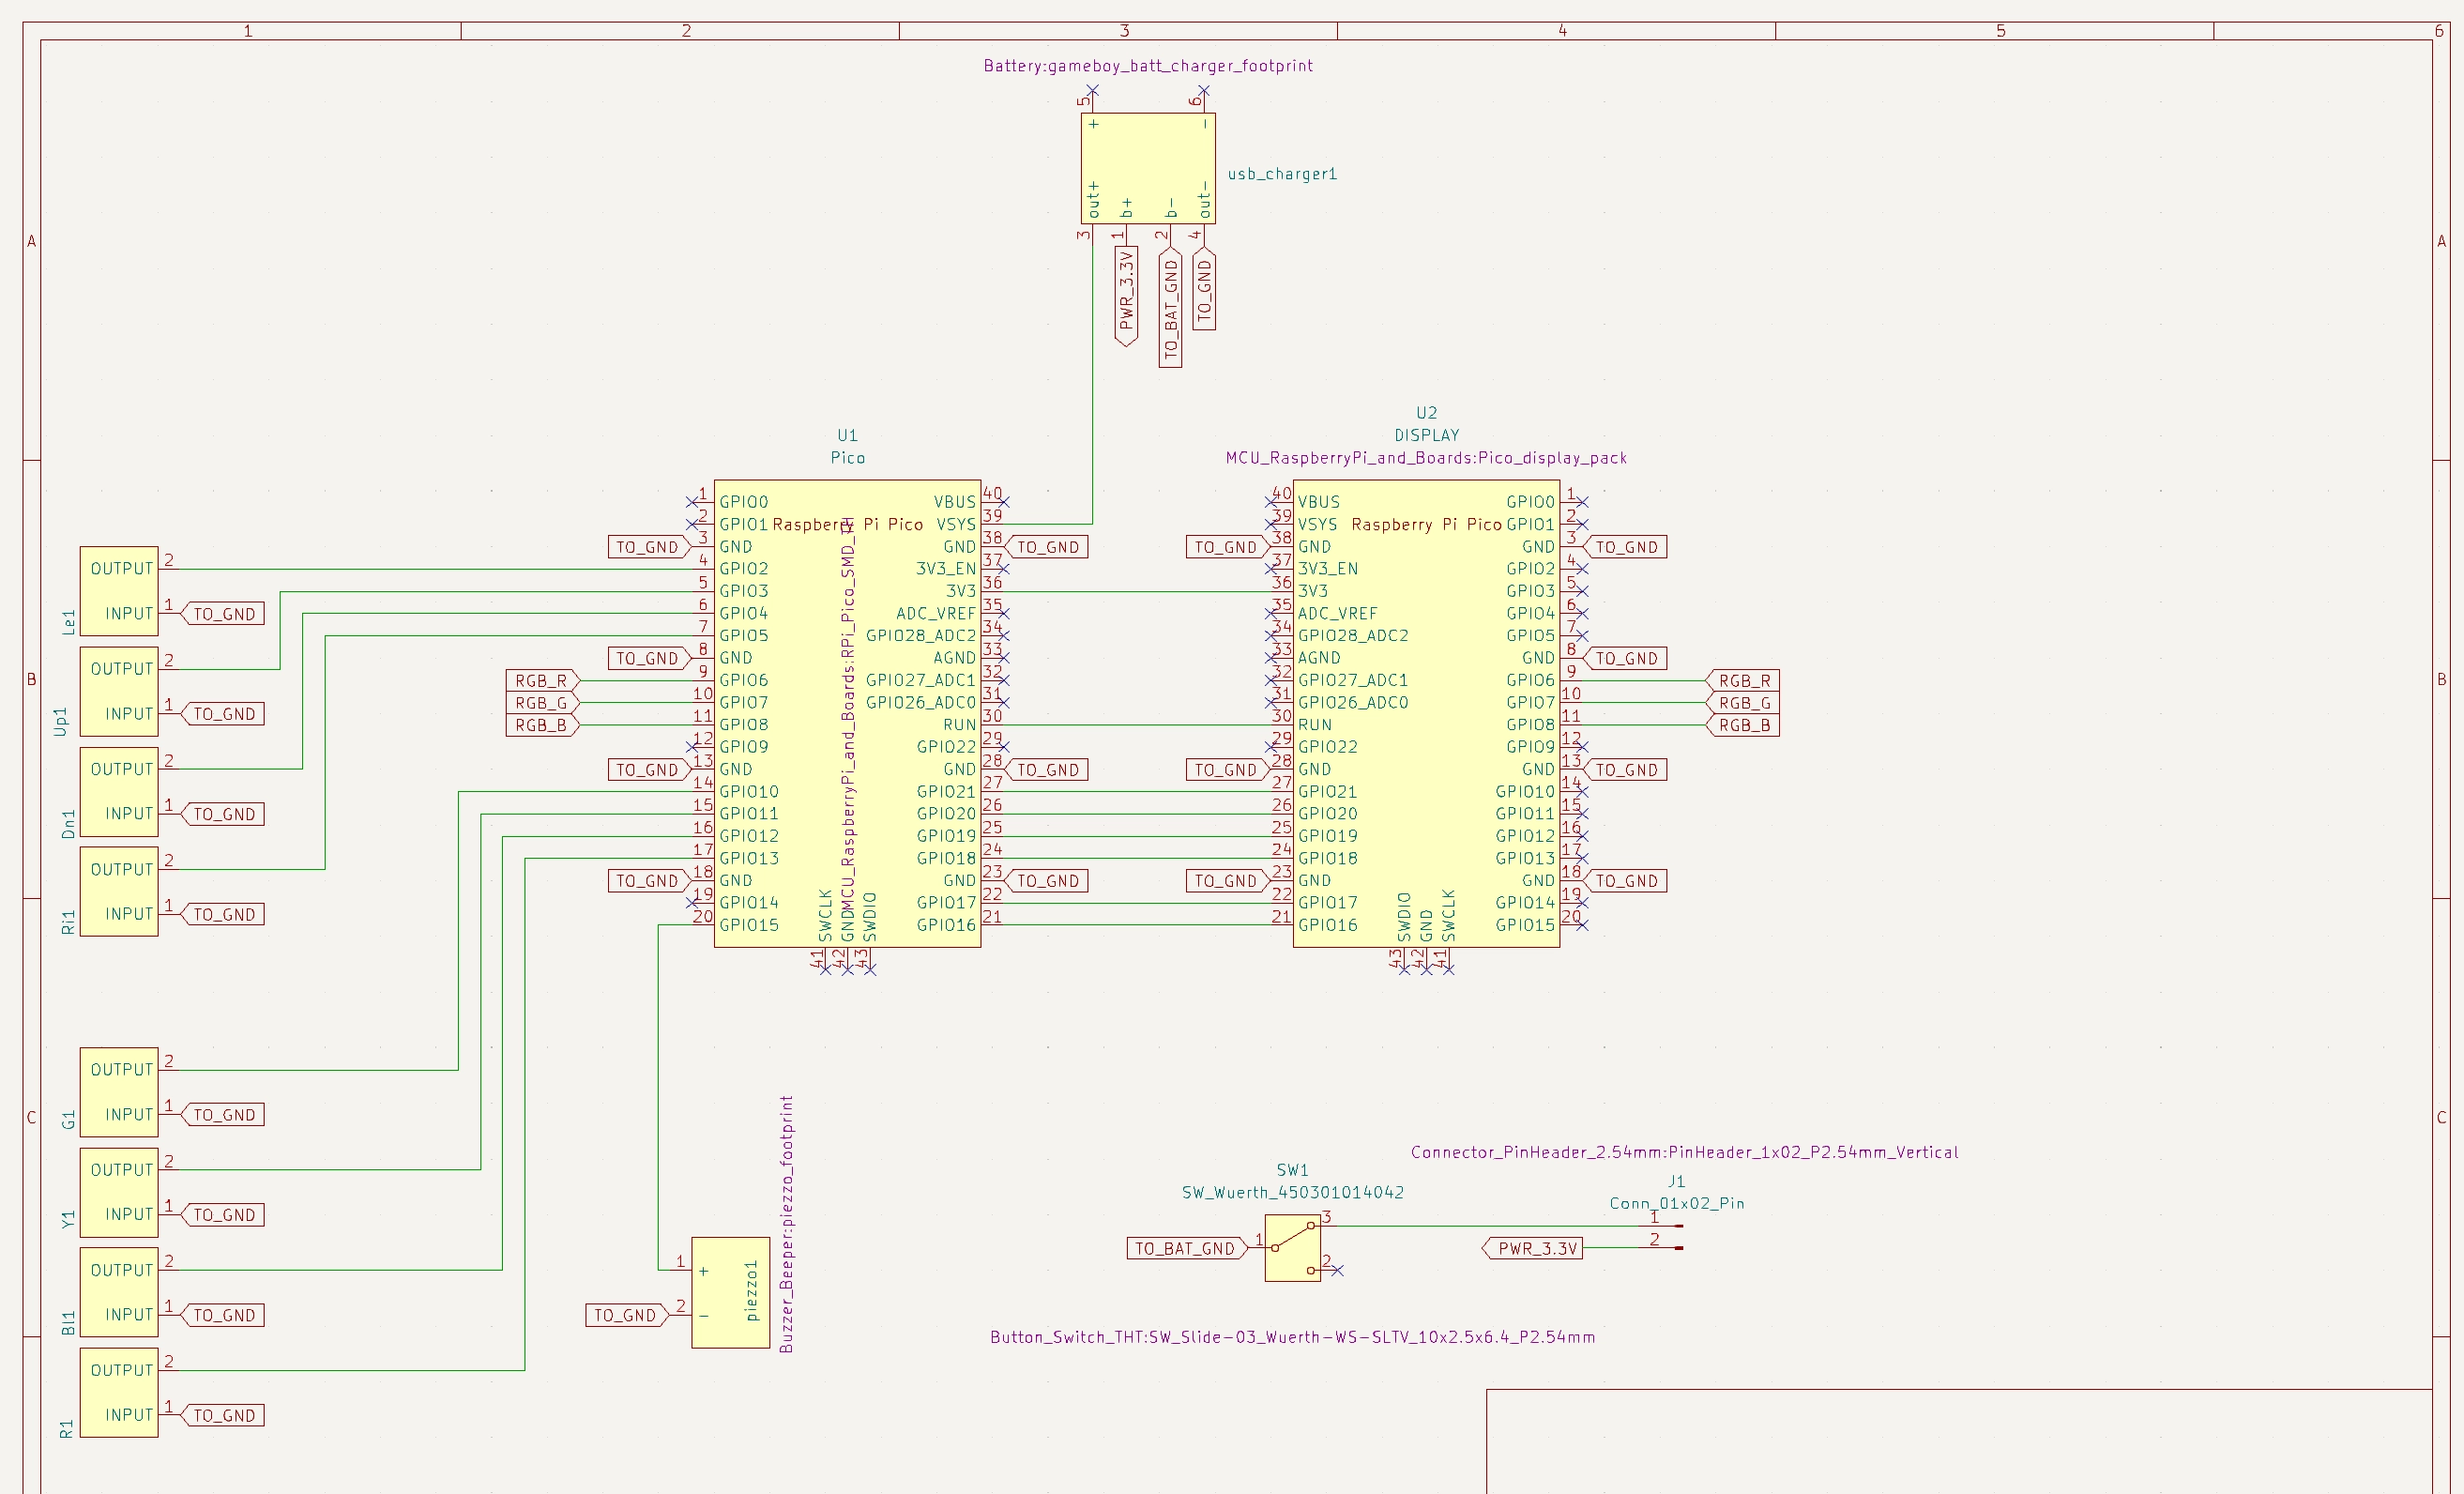 1 2 3 4 5 6
Battery:gameboy_batt_charger_footprint
5 6
+ -
usb_charger1
out+ b+ b- out-
3 1 2 4
PWR_3.3V TO_BAT_GND TO_GND
A A
U1
Pico
U2
DISPLAY
MCU_RaspberryPi_and_Boards:Pico_display_pack
Raspberry Pi Pico
MCU_RaspberryPi_and_Boards:RPi_Pico_SMD_TH
1 GPIO0 VBUS 40
2 GPIO1 VSYS 39
TO_GND 3 GND GND 38 TO_GND
4 GPIO2 3V3_EN 37
5 GPIO3 3V3 36
6 GPIO4 ADC_VREF 35
7 GPIO5 GPIO28_ADC2 34
TO_GND 8 GND AGND 33
RGB_R 9 GPIO6 GPIO27_ADC1 32
RGB_G 10 GPIO7 GPIO26_ADC0 31
RGB_B 11 GPIO8 RUN 30
12 GPIO9 GPIO22 29
TO_GND 13 GND GND 28 TO_GND
14 GPIO10 GPIO21 27
15 GPIO11 GPIO20 26
16 GPIO12 GPIO19 25
17 GPIO13 GPIO18 24
TO_GND 18 GND GND 23 TO_GND
19 GPIO14 GPIO17 22
20 GPIO15 GPIO16 21
SWCLK GND SWDIO
41 42 43
Raspberry Pi Pico
40 VBUS GPIO0 1
39 VSYS GPIO1 2
TO_GND 38 GND GND 3 TO_GND
37 3V3_EN GPIO2 4
36 3V3 GPIO3 5
35 ADC_VREF GPIO4 6
34 GPIO28_ADC2 GPIO5 7
33 AGND GND 8 TO_GND
32 GPIO27_ADC1 GPIO6 9 RGB_R
31 GPIO26_ADC0 GPIO7 10 RGB_G
30 RUN GPIO8 11 RGB_B
29 GPIO22 GPIO9 12
TO_GND 28 GND GND 13 TO_GND
27 GPIO21 GPIO10 14
26 GPIO20 GPIO11 15
25 GPIO19 GPIO12 16
24 GPIO18 GPIO13 17
TO_GND 23 GND GND 18 TO_GND
22 GPIO17 GPIO14 19
21 GPIO16 GPIO15 20
SWDIO GND SWCLK
43 42 41
OUTPUT 2
INPUT 1 TO_GND
Le1
OUTPUT 2
INPUT 1 TO_GND
Up1
B B
OUTPUT 2
INPUT 1 TO_GND
Dn1
OUTPUT 2
INPUT 1 TO_GND
Ri1
OUTPUT 2
INPUT 1 TO_GND
G1
C C
OUTPUT 2
INPUT 1 TO_GND
Y1
OUTPUT 2
INPUT 1 TO_GND
Bl1
OUTPUT 2
INPUT 1 TO_GND
R1
1 +
TO_GND 2 -
piezzo1
Buzzer_Beeper:piezzo_footprint
SW1
SW_Wuerth_450301014042
TO_BAT_GND 1 3
2
Button_Switch_THT:SW_Slide-03_Wuerth-WS-SLTV_10x2.5x6.4_P2.54mm
Connector_PinHeader_2.54mm:PinHeader_1x02_P2.54mm_Vertical
J1
Conn_01x02_Pin
1
PWR_3.3V 2